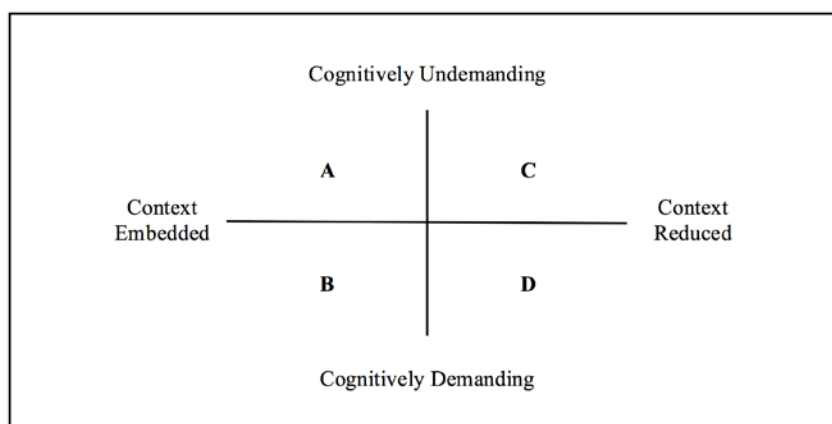 Cognitively Undemanding
A
C
Context
Embedded
Context
Reduced
B
D
Cognitively Demanding